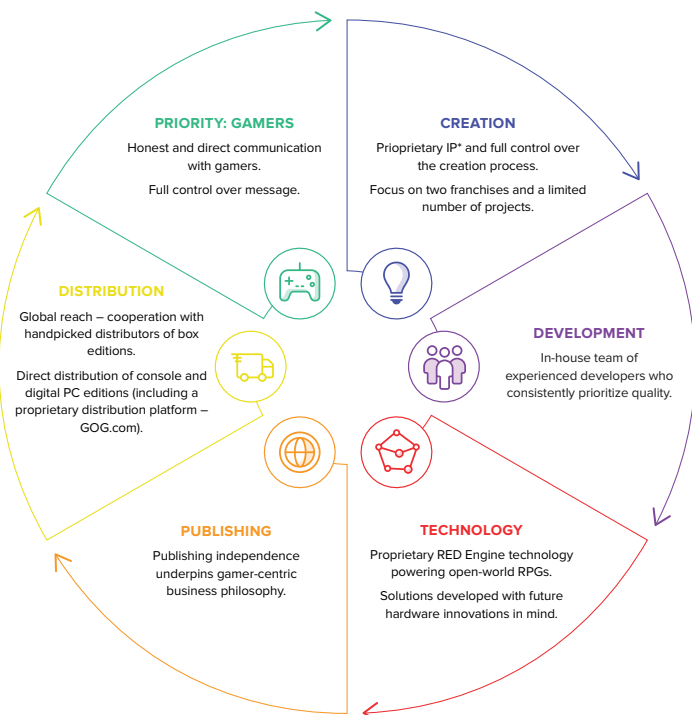 PRIORITY: GAMERS
Honest and direct communication
with gamers.
Full control over message.
CREATION
Prioprietary IP* and full control over
the creation process.
Focus on two franchises and a limited
number of projects.
DEVELOPMENT
In-house team of
experienced developers who
consistently prioritize quality.
TECHNOLOGY
Proprietary RED Engine technology
powering open-world RPGs.
Solutions developed with future
hardware innovations in mind.
PUBLISHING
Publishing independence
underpins gamer-centric
business philosophy.
DISTRIBUTION
Global reach – cooperation with
handpicked distributors of box
editions.
Direct distribution of console and
digital PC editions (including a
proprietary distribution platform –
GOG.com).